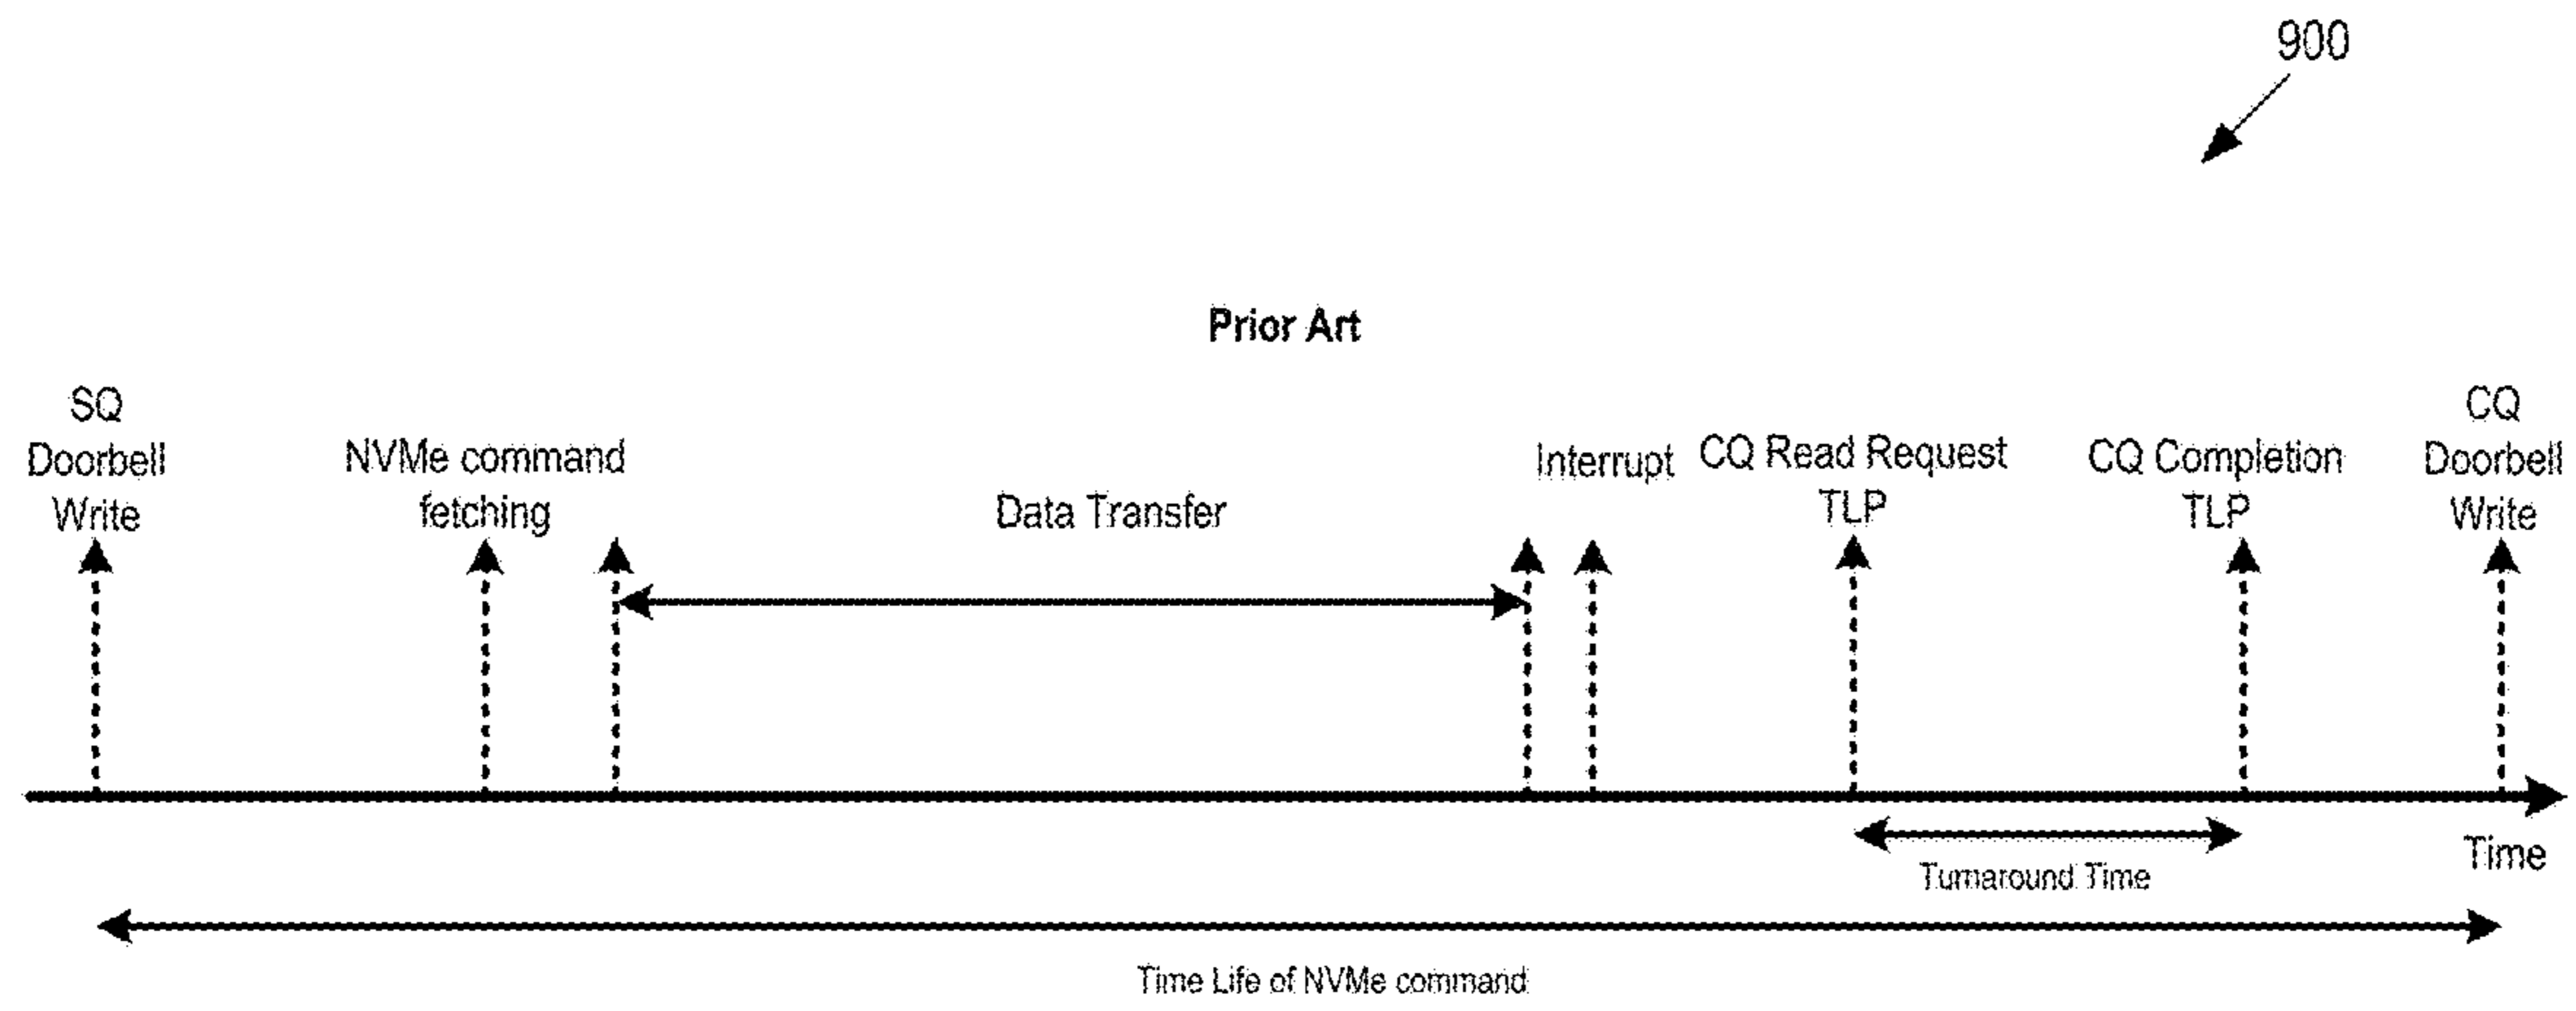 900
Prior Art
SQ
Doorbell
Write
NVMe command
fetching
Data Transfer
Interrupt
CQ Read Request
TLP
CQ Completion
TLP
CQ
Doorbell
Write
Time
Turnaround Time
Time Life of NVMe command